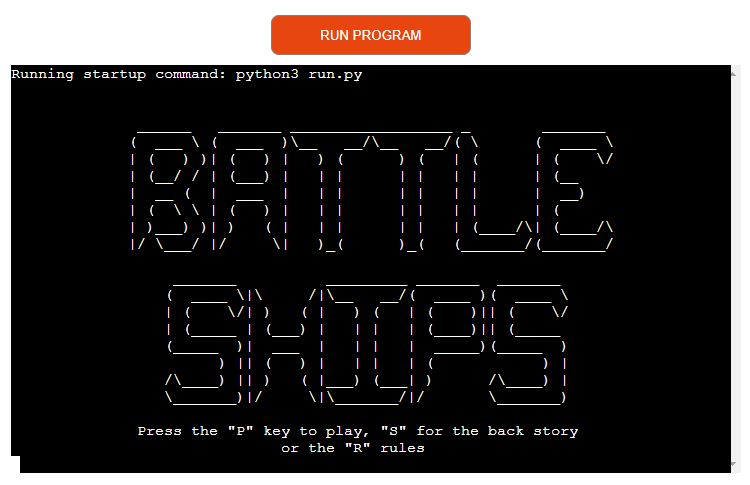 RUN PROGRAM
Running startup command: python3 run.py
BATTLE
SHIPS
Press the "P" key to play, "S" for the back story
or the "R" rules